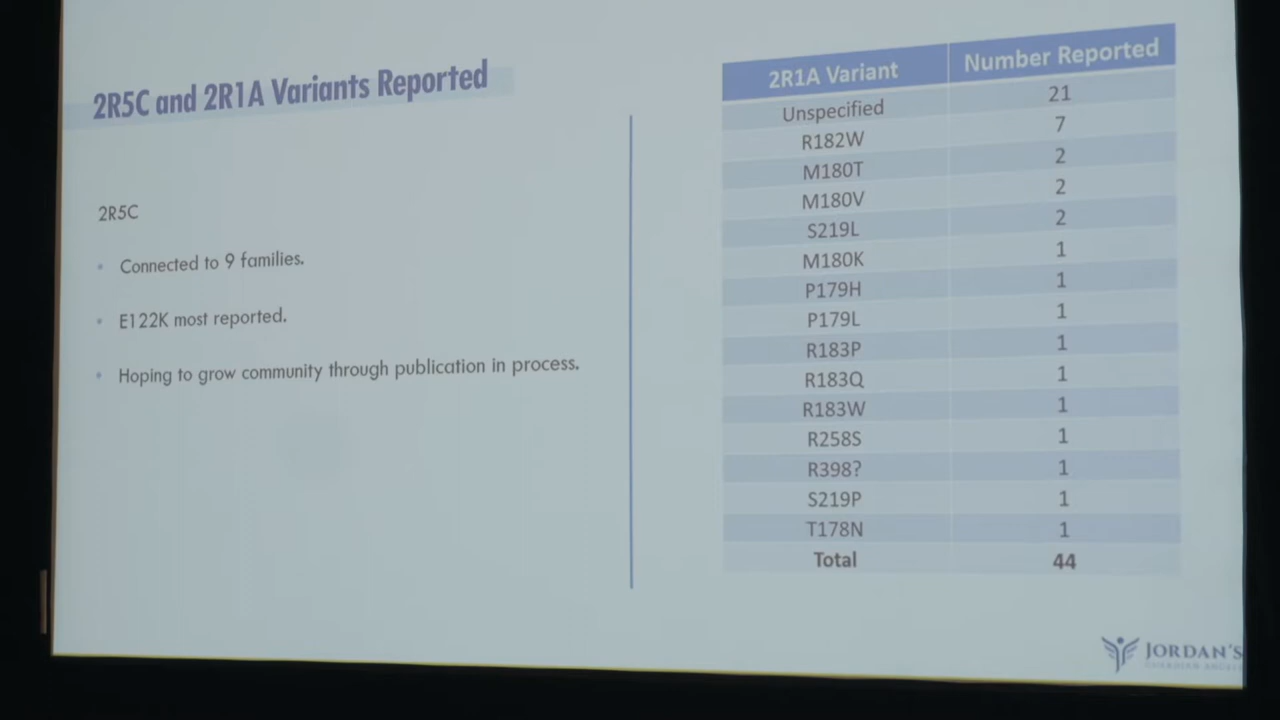 2R5C and 2R1A Variants Reported
2R5C
• Connected to 9 families.
• E122K most reported.
• Hoping to grow community through publication in process.
2R1A Variant Number Reported
Unspecified 21
R182W 7
M180T 2
M180V 2
S219L 2
M180K 1
P179H 1
P179L 1
R183P 1
R183Q 1
R183W 1
R258S 1
R398? 1
S219P 1
T178N 1
Total 44
JORDAN'S
GUARDIAN ANGELS